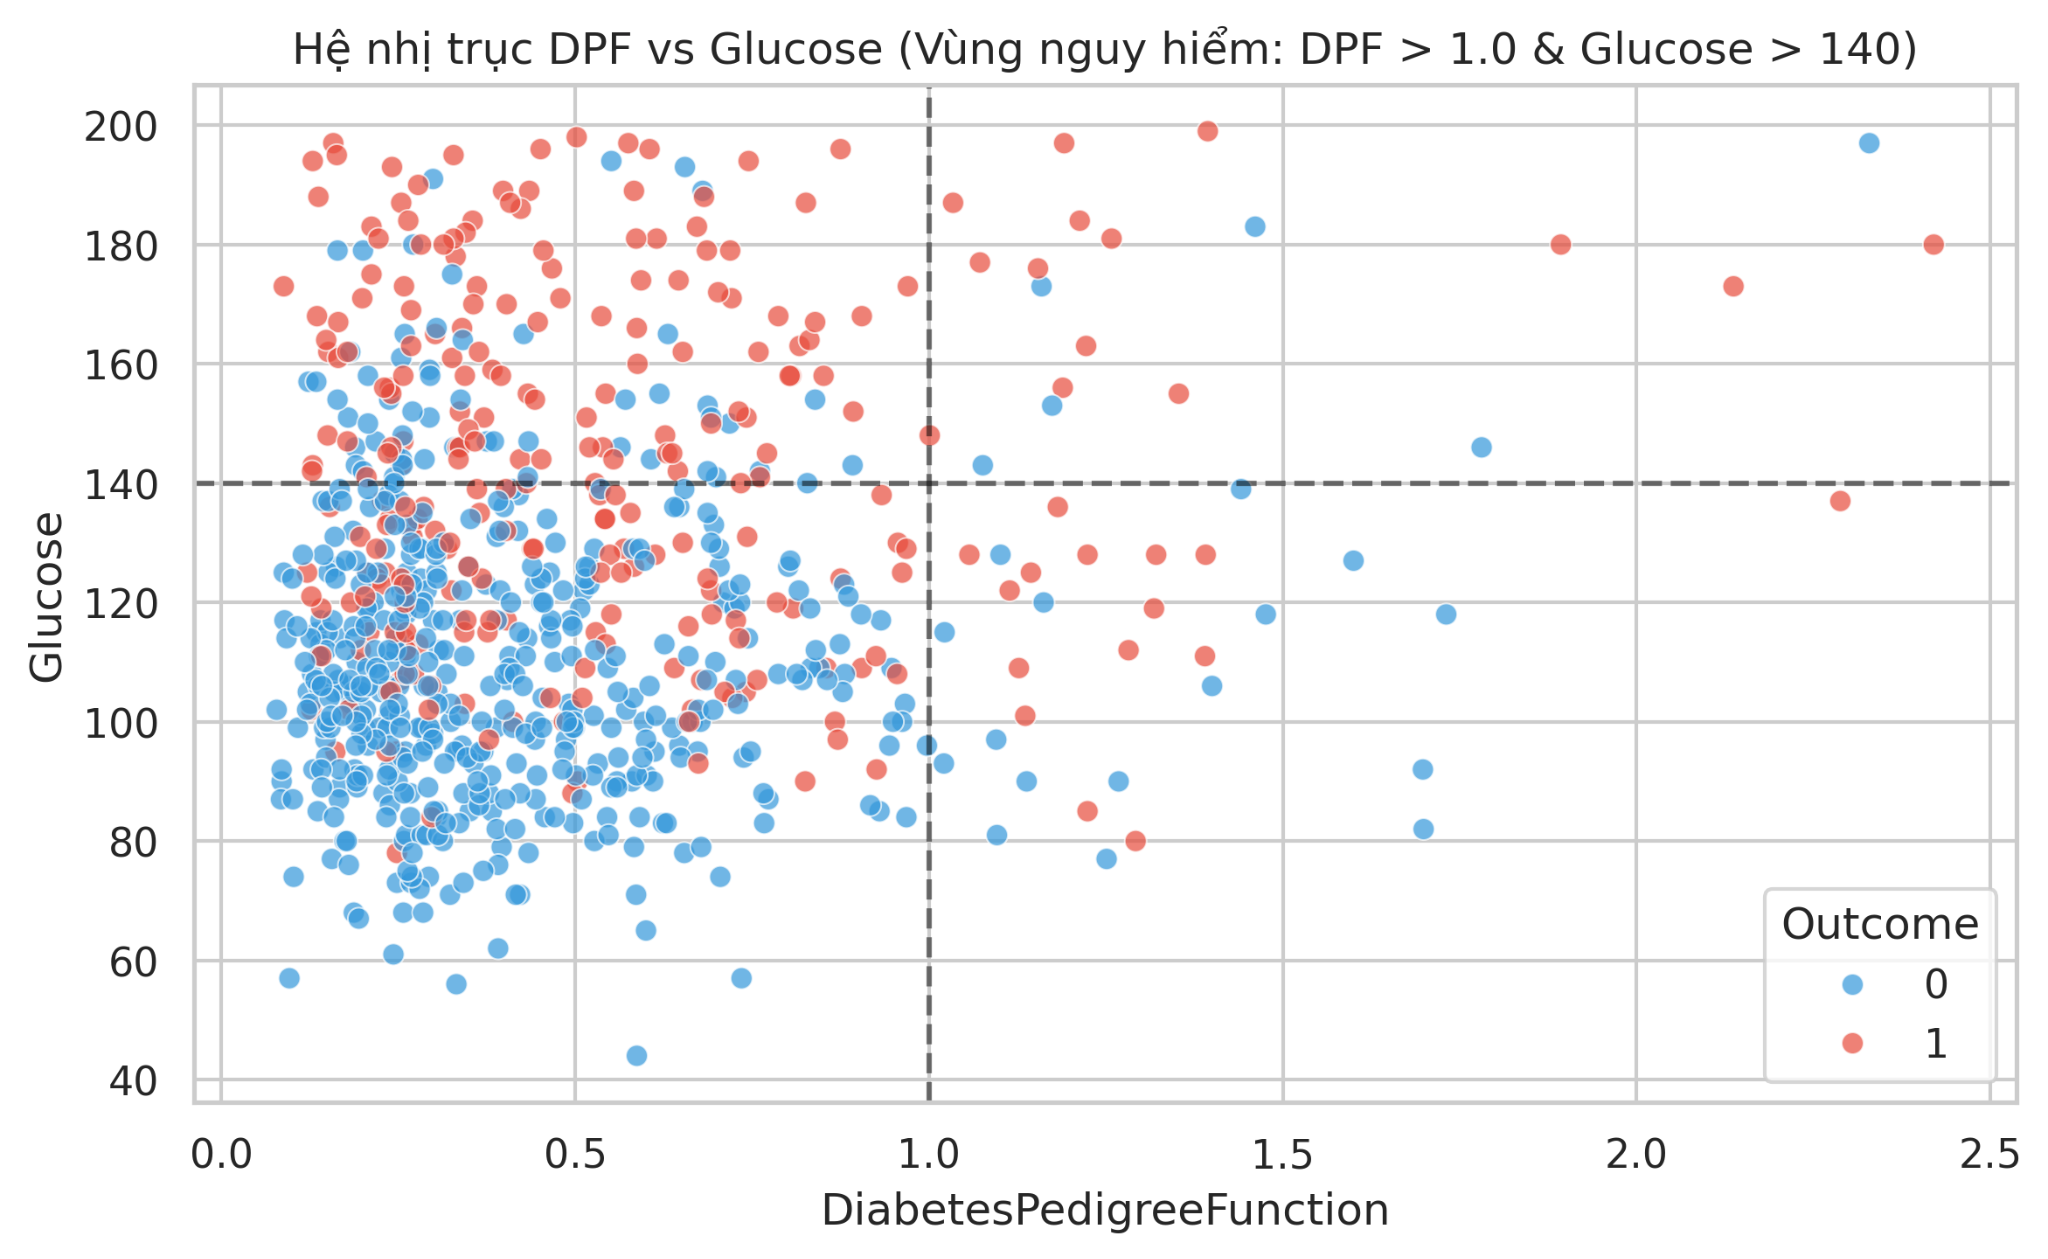 Hệ nhị trục DPF vs Glucose (Vùng nguy hiểm: DPF > 1.0 & Glucose > 140)
200
180
160
140
120
100
80
60
40
Glucose
0.0 0.5 1.0 1.5 2.0 2.5
DiabetesPedigreeFunction
Outcome
0
1